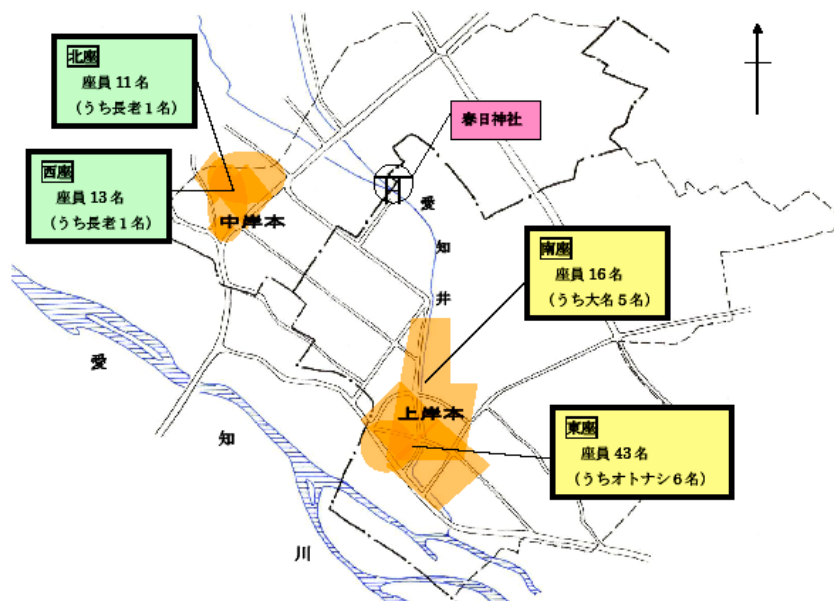 北座
座員 11 名
(うち長老1名)
西座
座員 13 名
(うち長老1名)
春日神社
中岸本
愛知井
南座
座員 16 名
(うち大名5名)
上岸本
東座
座員 43 名
(うちオトナシ6名)
愛知川